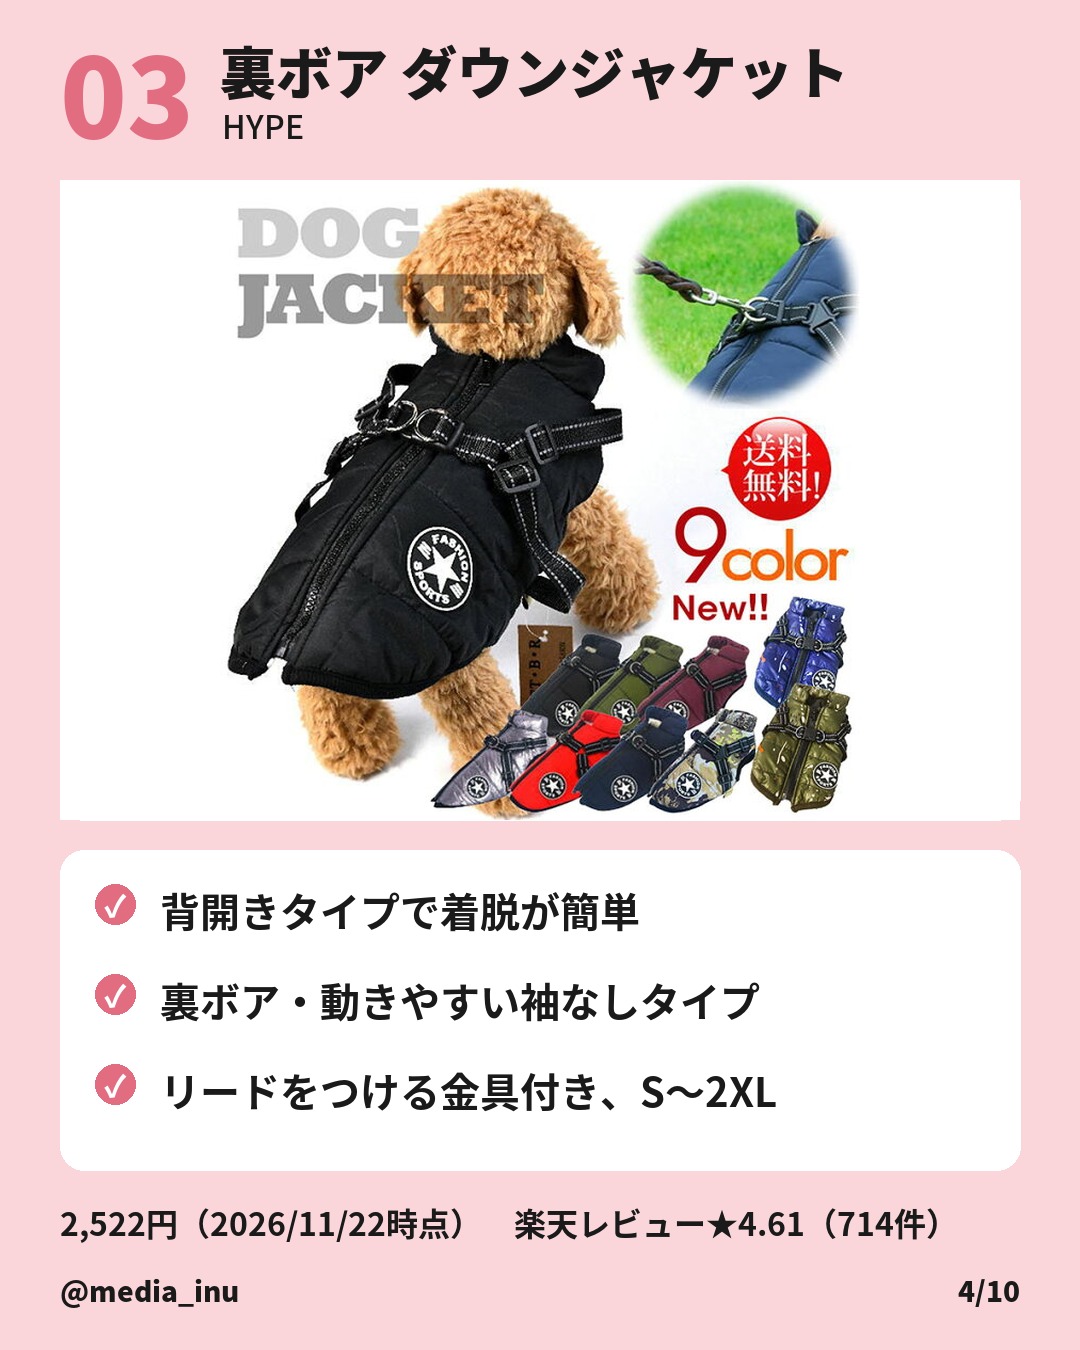 03
裏ボア ダウンジャケット
HYPE
DOG
JACKET
送料
無料!
9color
New!!
FASHION
SPORTS
T・B・R
背開きタイプで着脱が簡単
裏ボア・動きやすい袖なしタイプ
リードをつける金具付き、S〜2XL
2,522円（2026/11/22時点） 楽天レビュー★4.61（714件）
@media_inu
4/10